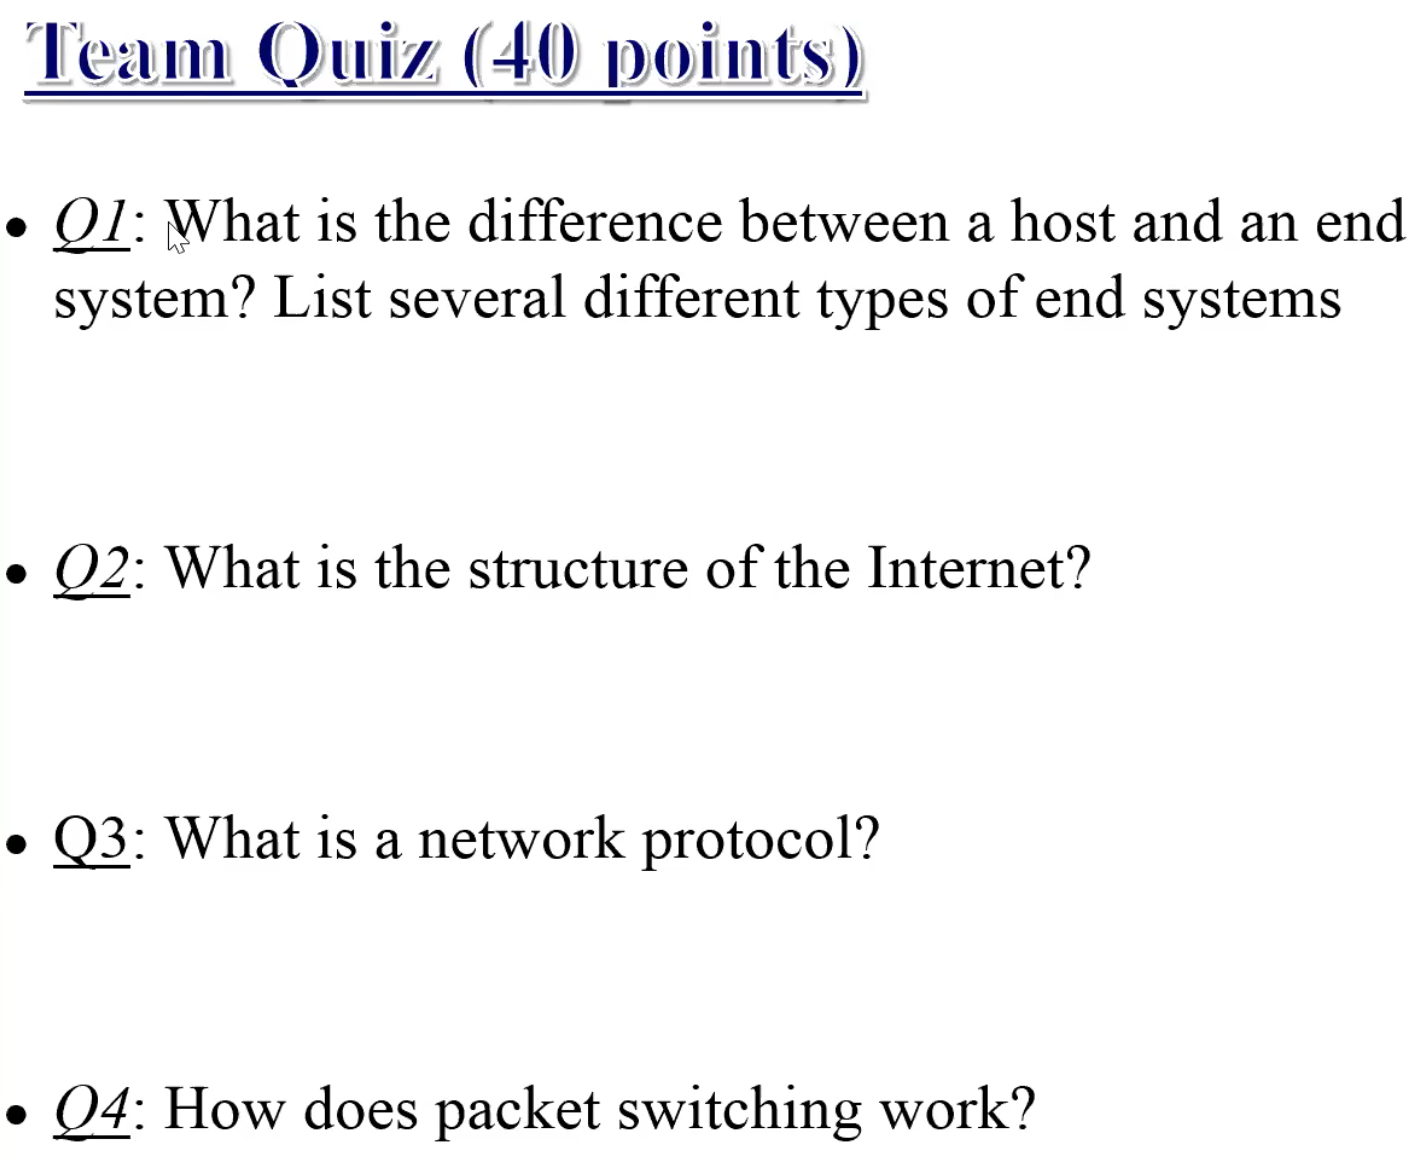 Team Quiz (40 points)
• Q1: What is the difference between a host and an end
system? List several different types of end systems
• Q2: What is the structure of the Internet?
• Q3: What is a network protocol?
• Q4: How does packet switching work?